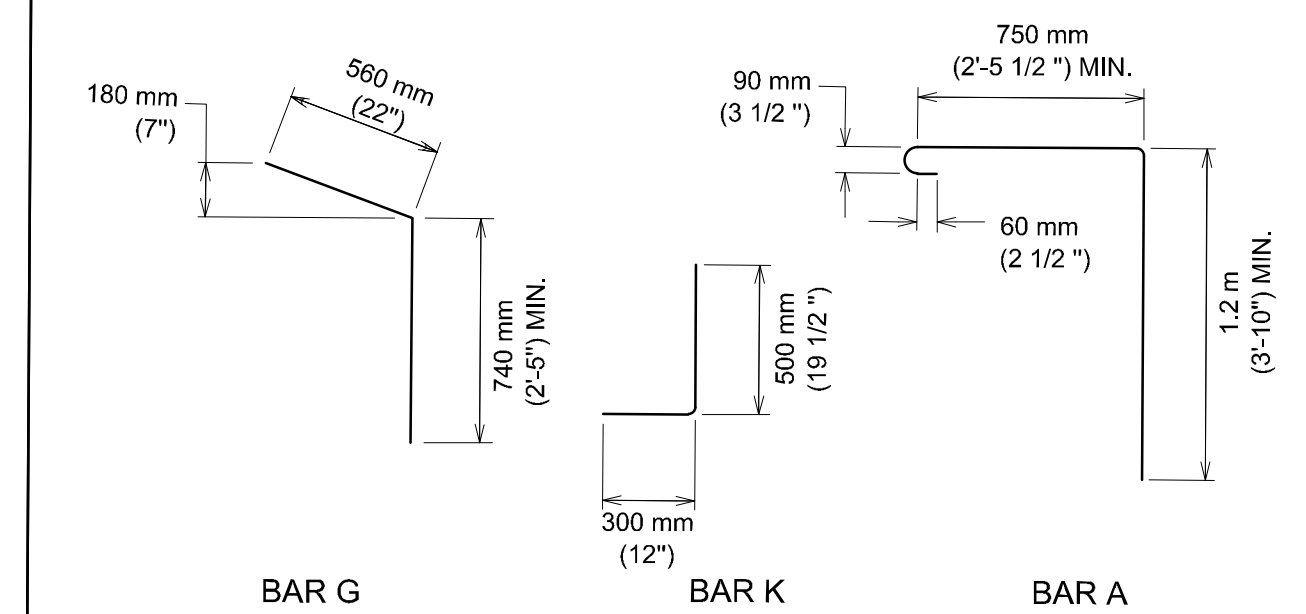 180 mm
(7")
560 mm
(22")
740 mm
(2'-5") MIN.
BAR G
500 mm
(19 1/2 ")
300 mm
(12")
BAR K
750 mm
(2'-5 1/2 ") MIN.
90 mm
(3 1/2 ")
60 mm
(2 1/2 ")
1.2 m
(3'-10") MIN.
BAR A